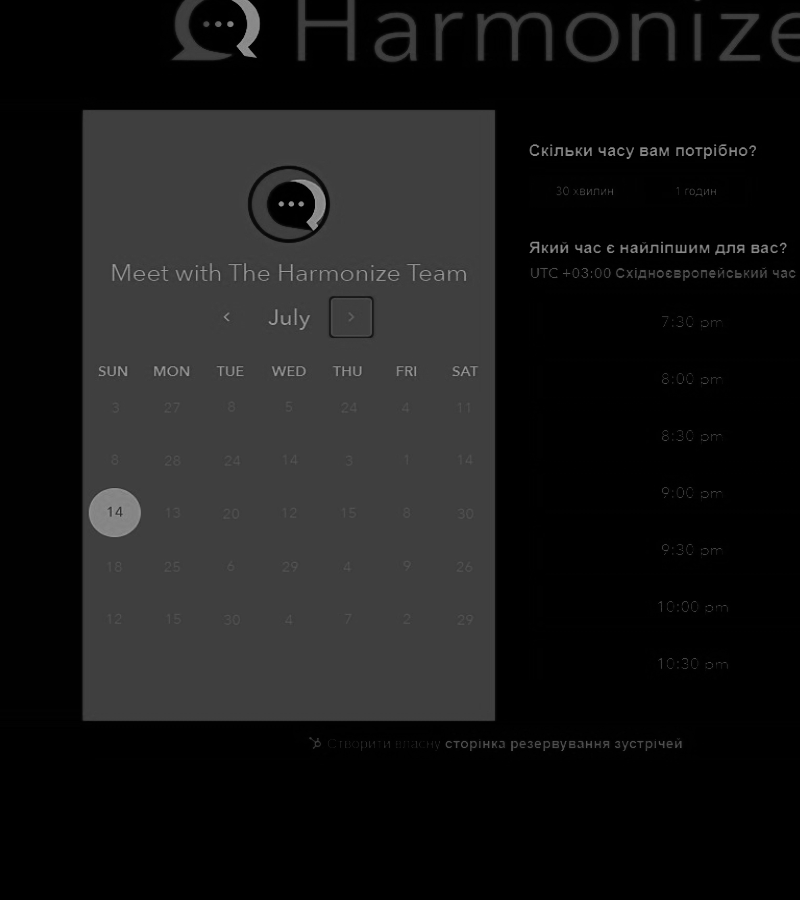 Harmonize
Meet with The Harmonize Team
July
SUN MON TUE WED THU FRI SAT
3 27 8 5 24 4 11
8 28 24 14 3 1 14
14 13 20 12 15 8 30
18 25 6 29 4 9 26
12 15 30 4 7 2 29
Скільки часу вам потрібно?
30 хвилин 1 годин
Який час є найліпшим для вас?
UTC +03:00 Східноєвропейський час
7:30 pm
8:00 pm
8:30 pm
9:00 pm
9:30 pm
10:00 pm
10:30 pm
Створити власну сторінка резервування зустрічей